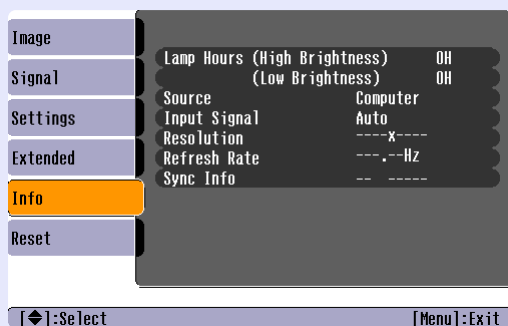 Image
Signal
Settings
Extended
Info
Reset
Lamp Hours (High Brightness) 0H
(Low Brightness) 0H
Source Computer
Input Signal Auto
Resolution ----x----
Refresh Rate ---.--Hz
Sync Info -- -----
[◆]:Select [Menu]:Exit